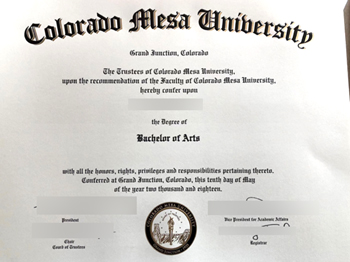 Colorado Mesa University
Grand Junction, Colorado
The Trustees of Colorado Mesa University,
upon the recommendation of the Faculty of Colorado Mesa University,
hereby confer upon
the Degree of
Bachelor of Arts
with all the honors, rights, privileges and responsibilities pertaining thereto.
Conferred at Grand Junction, Colorado, this tenth day of May
of the year two thousand and eighteen.
President
Vice President for Academic Affairs
Chair
Board of Trustees
Registrar